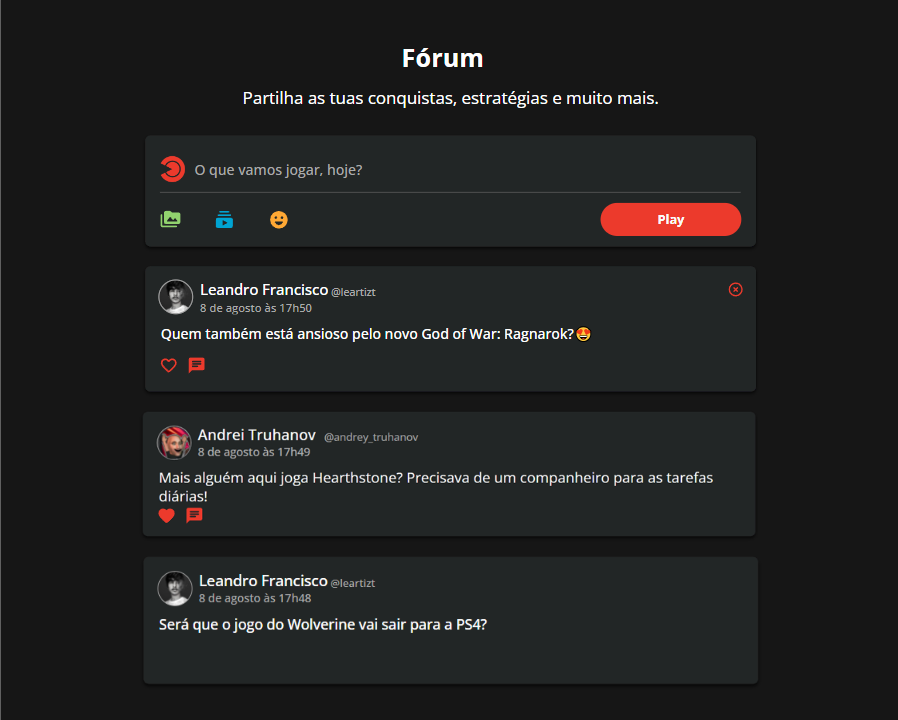 Fórum
Partilha as tuas conquistas, estratégias e muito mais.
O que vamos jogar, hoje?
Play
Leandro Francisco @leartizt
8 de agosto às 17h50
Quem também está ansioso pelo novo God of War: Ragnarok?🤩
Andrei Truhanov @andrey_truhanov
8 de agosto às 17h49
Mais alguém aqui joga Hearthstone? Precisava de um companheiro para as tarefas
diárias!
Leandro Francisco @leartizt
8 de agosto às 17h48
Será que o jogo do Wolverine vai sair para a PS4?